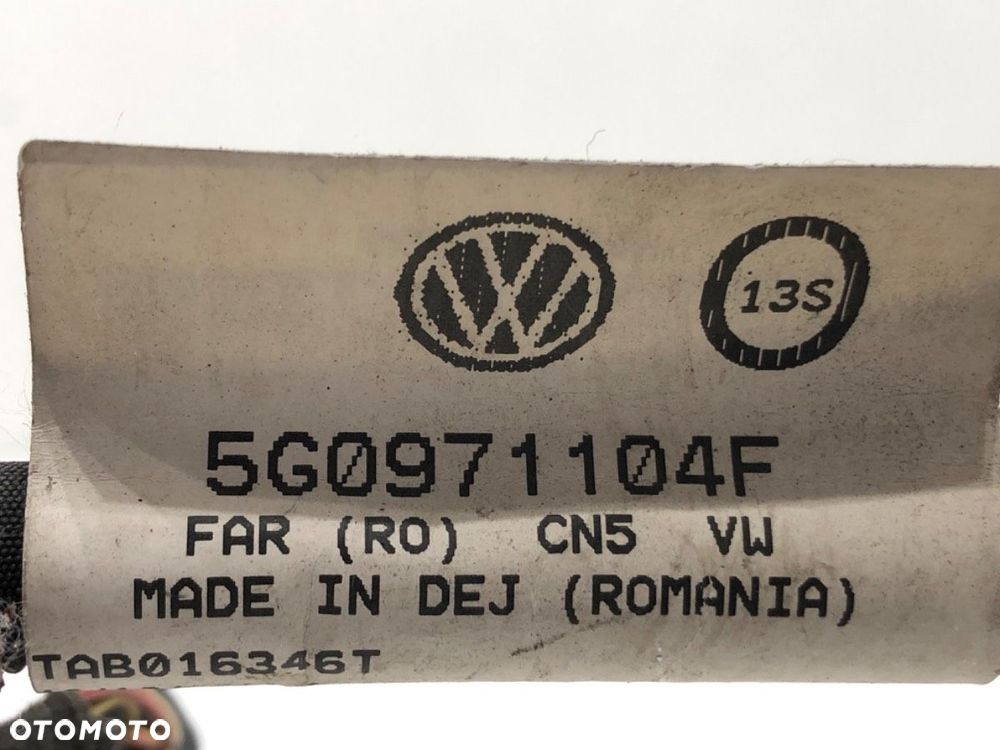 13S
5G0971104F
FAR (RO) CN5 VW
MADE IN DEJ (ROMANIA)
TAB016346T
OTOMOTO